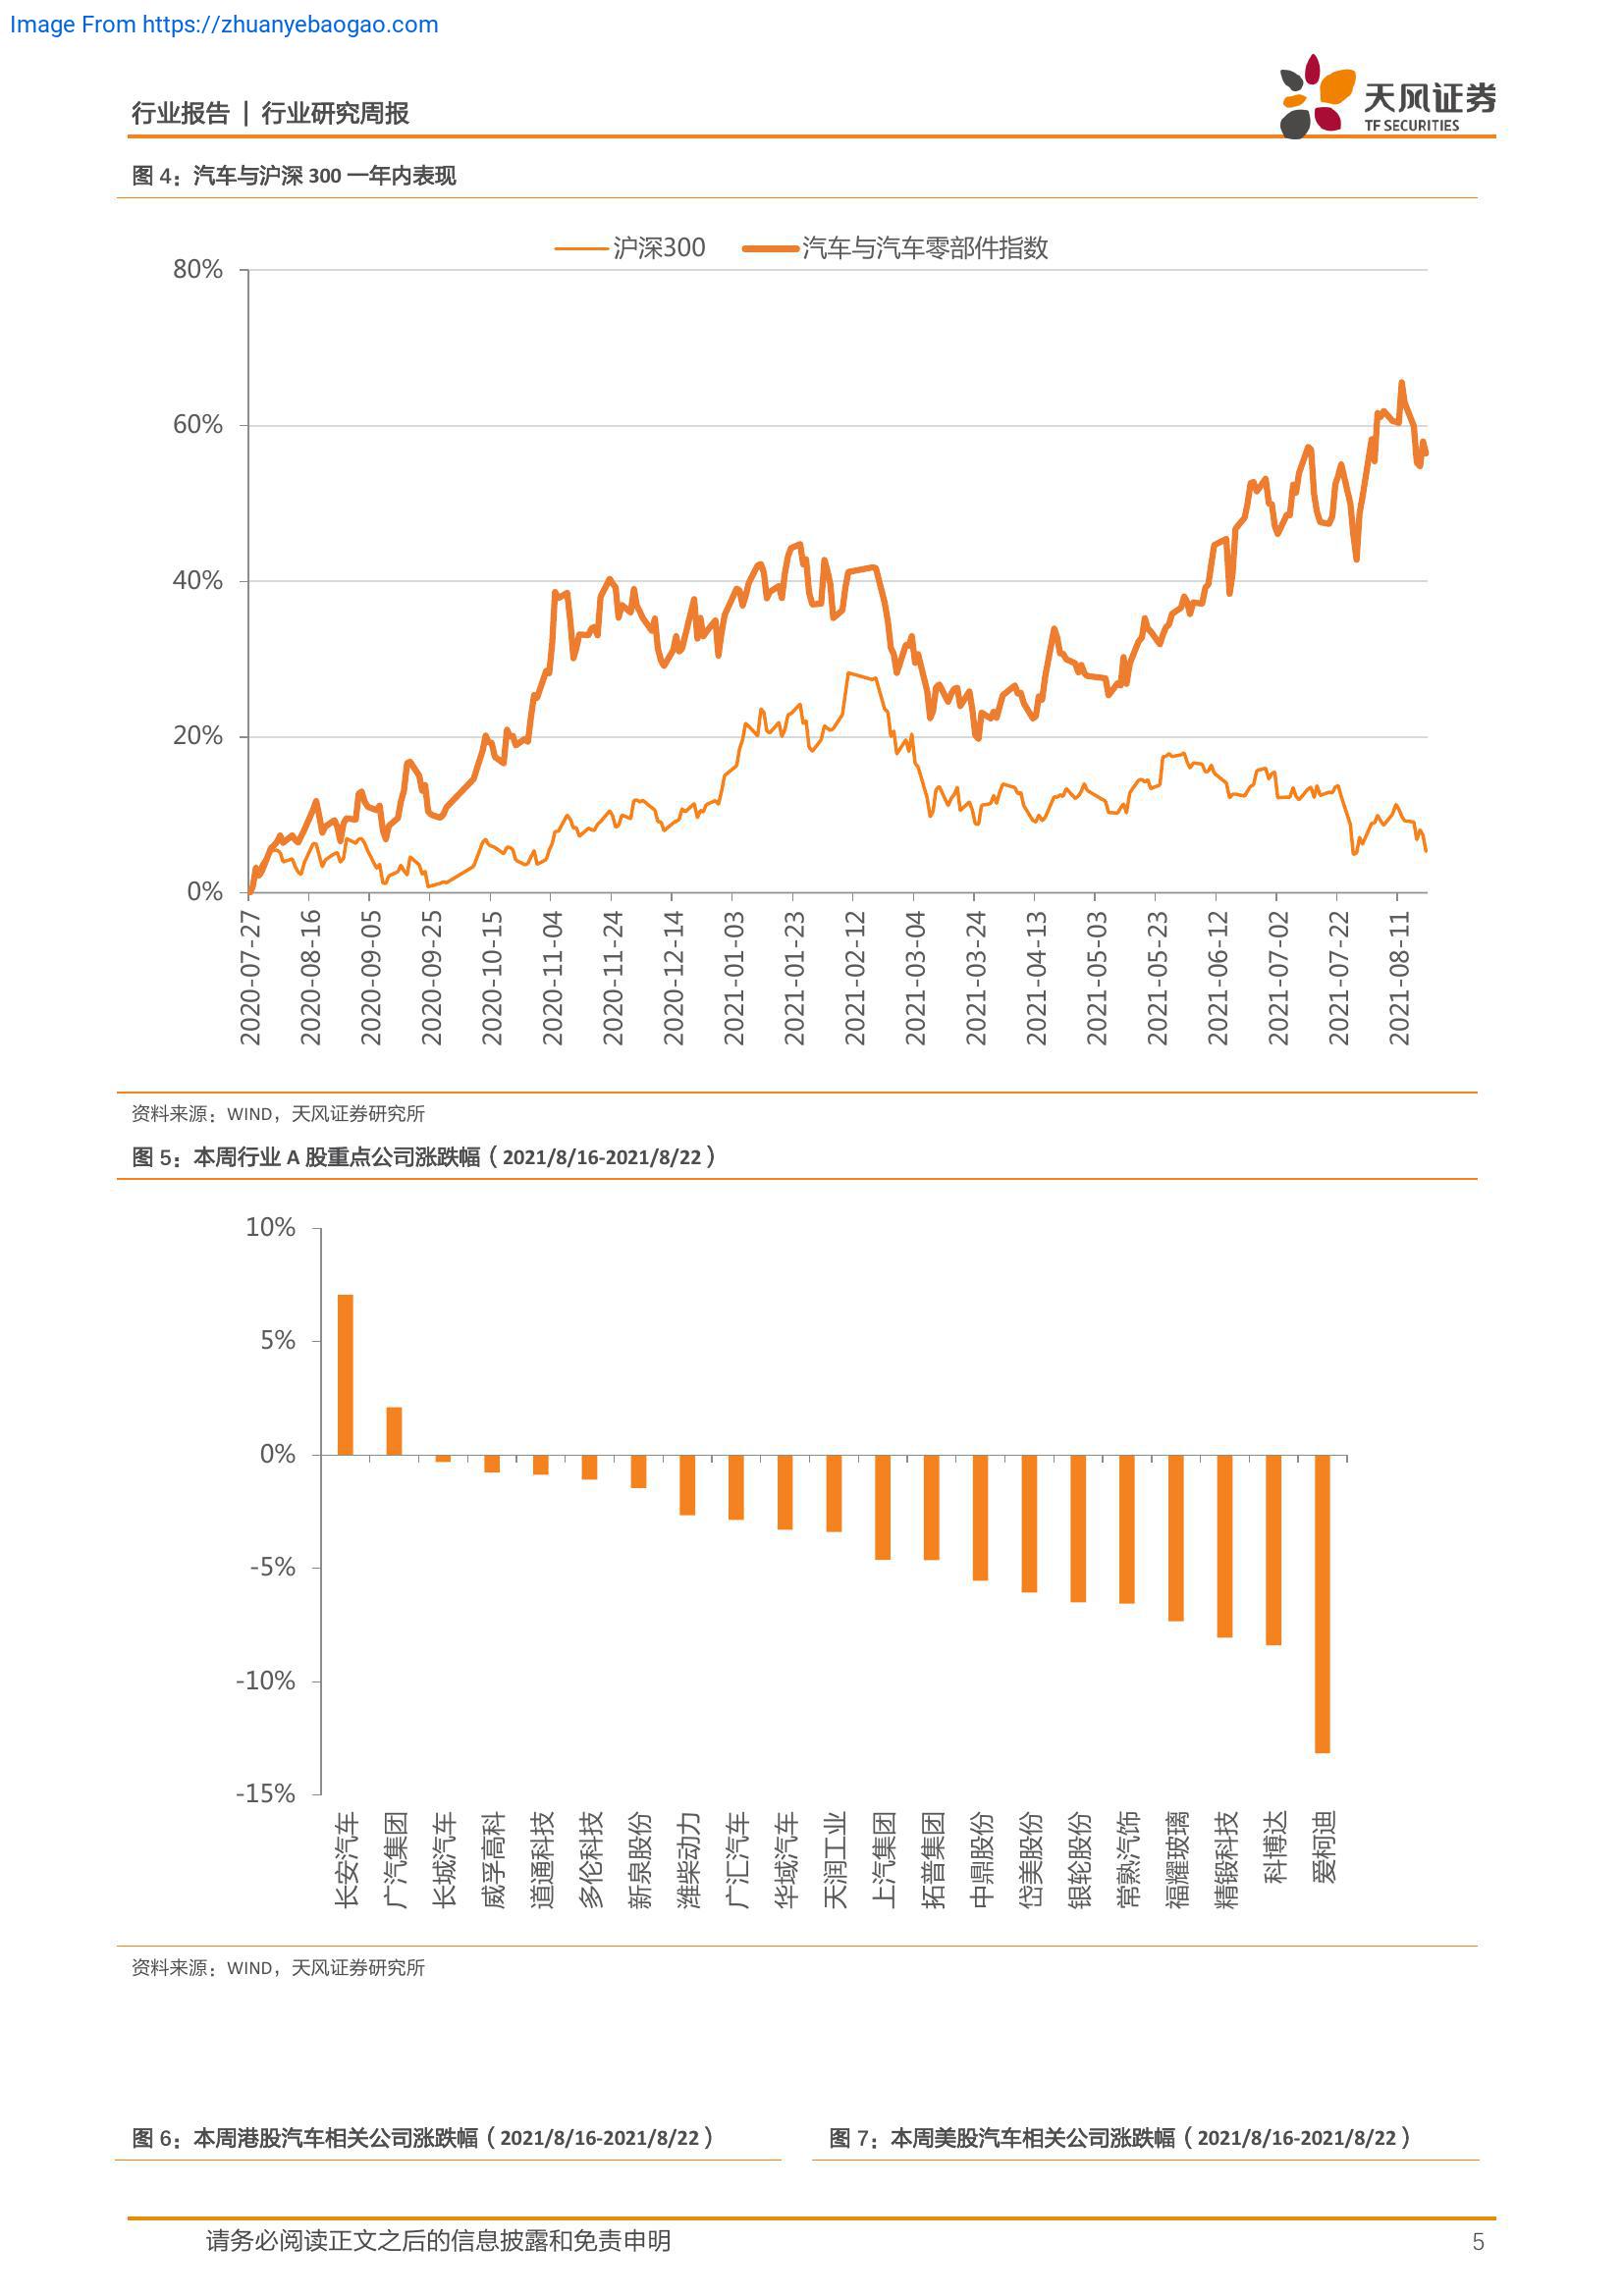 Image From https://zhuanyebaogao.com
行业报告 | 行业研究周报
天风证券
TF SECURITIES
图 4：汽车与沪深 300 一年内表现
沪深300 汽车与汽车零部件指数
80%
60%
40%
20%
0%
2020-07-27
2020-08-16
2020-09-05
2020-09-25
2020-10-15
2020-11-04
2020-11-24
2020-12-14
2021-01-03
2021-01-23
2021-02-12
2021-03-04
2021-03-24
2021-04-13
2021-05-03
2021-05-23
2021-06-12
2021-07-02
2021-07-22
2021-08-11
资料来源：WIND，天风证券研究所
图 5：本周行业 A 股重点公司涨跌幅（2021/8/16-2021/8/22）
10%
5%
0%
-5%
-10%
-15%
长安汽车
广汽集团
长城汽车
威孚高科
道通科技
多伦科技
新泉股份
潍柴动力
广汇汽车
华域汽车
天润工业
上汽集团
拓普集团
中鼎股份
岱美股份
银轮股份
常熟汽饰
福耀玻璃
精锻科技
科博达
爱柯迪
资料来源：WIND，天风证券研究所
图 6：本周港股汽车相关公司涨跌幅（2021/8/16-2021/8/22）
图 7：本周美股汽车相关公司涨跌幅（2021/8/16-2021/8/22）
请务必阅读正文之后的信息披露和免责申明 5